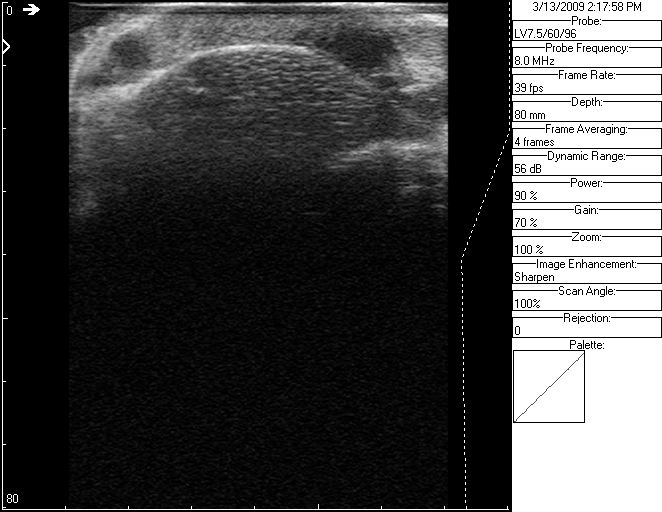 0
80
3/13/2009 2:17:58 PM
Probe:
LV7.5/60/96
Probe Frequency:
8.0 MHz
Frame Rate:
39 fps
Depth:
80 mm
Frame Averaging:
4 frames
Dynamic Range:
56 dB
Power:
90 %
Gain:
70 %
Zoom:
100 %
Image Enhancement:
Sharpen
Scan Angle:
100%
Rejection:
0
Palette: